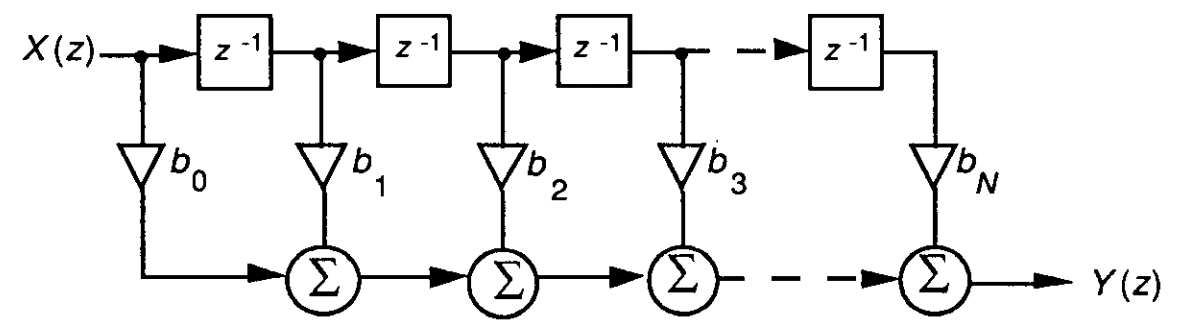 X(z) z⁻¹ z⁻¹ z⁻¹ z⁻¹
b₀ b₁ b₂ b₃ b_N
Σ Σ Σ Σ Y(z)